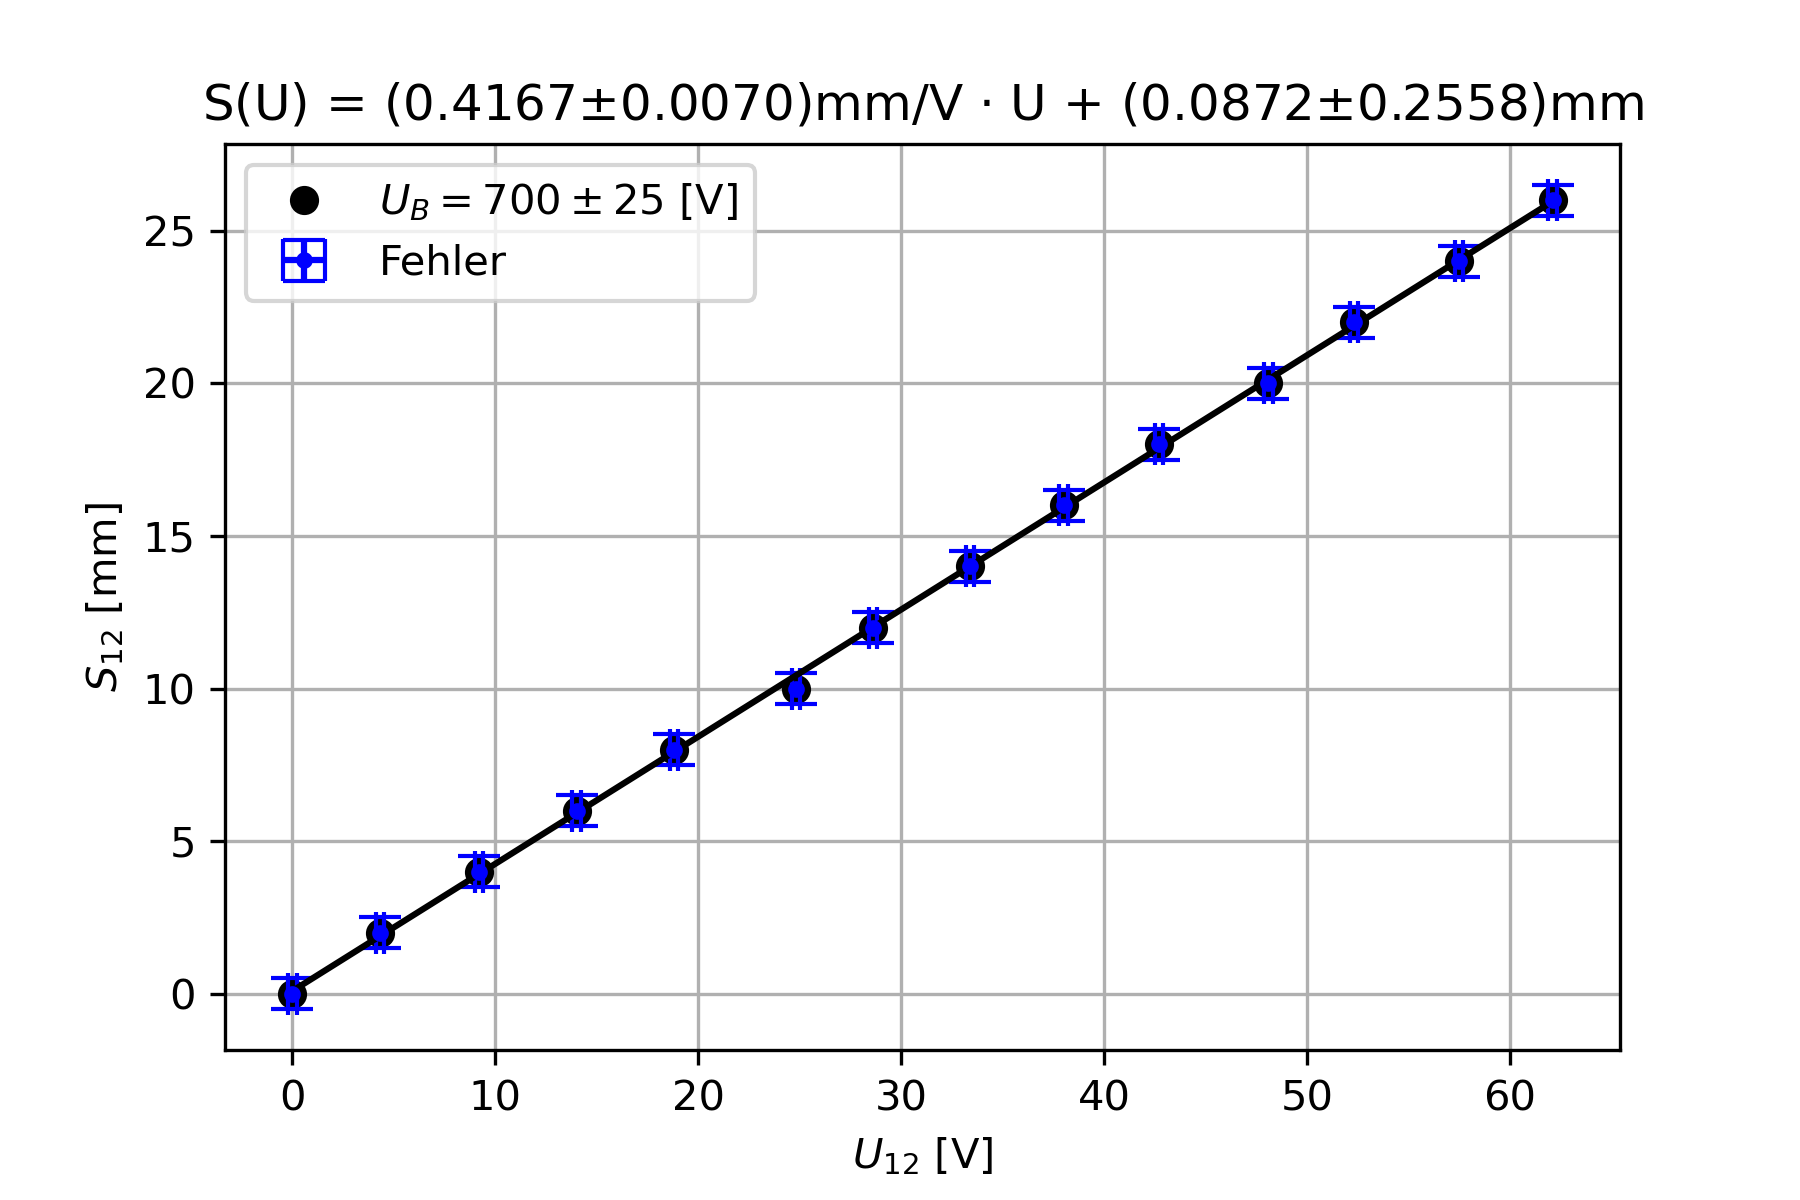 S(U) = (0.4167±0.0070)mm/V · U + (0.0872±0.2558)mm
U_B = 700 ± 25 [V]
Fehler
25
20
15
10
5
0
S_12 [mm]
0 10 20 30 40 50 60
U_12 [V]